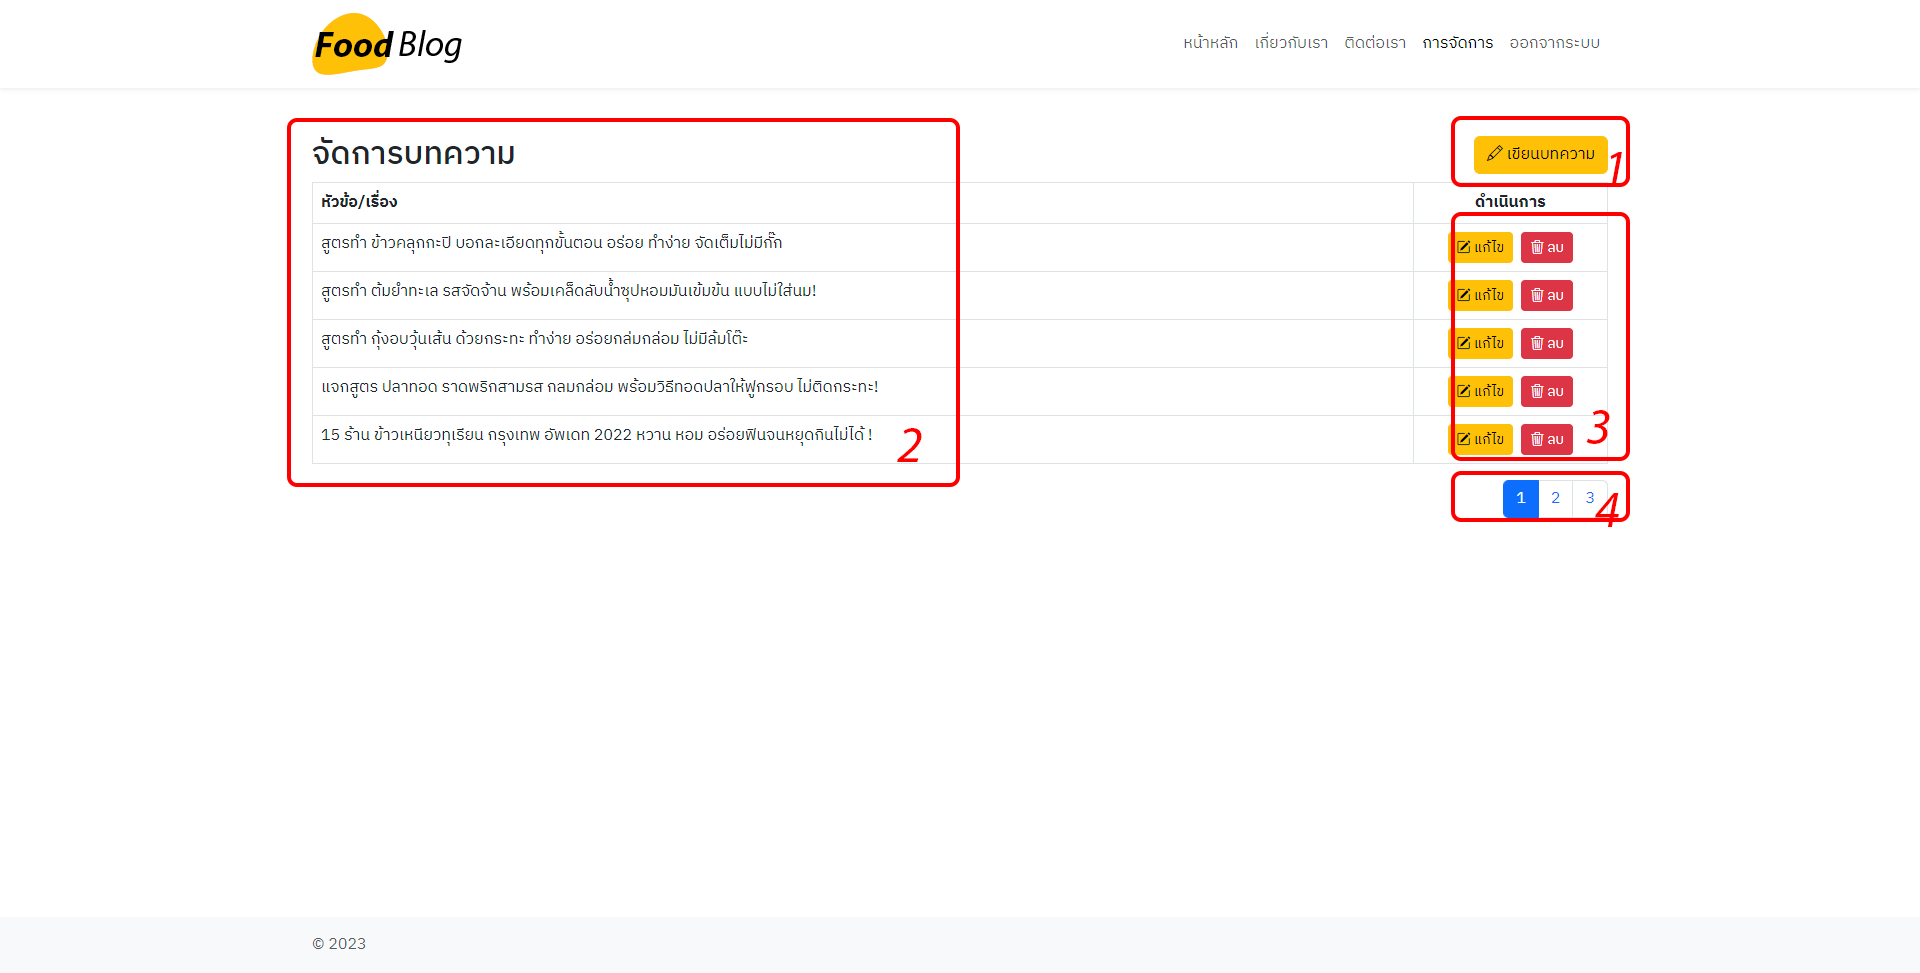 Food Blog
หน้าหลัก เกี่ยวกับเรา ติดต่อเรา การจัดการ ออกจากระบบ
จัดการบทความ
เขียนบทความ
1
หัวข้อ/เรื่อง ดำเนินการ
สูตรทำ ข้าวคลุกกะปิ บอกละเอียดทุกขั้นตอน อร่อย ทำง่าย จัดเต็มไม่มีกั๊ก แก้ไข ลบ
สูตรทำ ต้มยำทะเล รสจัดจ้าน พร้อมเคล็ดลับน้ำซุปหอมมันเข้มข้น แบบไม่ใส่นม! แก้ไข ลบ
สูตรทำ กุ้งอบวุ้นเส้น ด้วยกระทะ ทำง่าย อร่อยกล่มกล่อม ไม่มีล้มโต๊ะ แก้ไข ลบ
แจกสูตร ปลาทอด ราดพริกสามรส กลมกล่อม พร้อมวิธีทอดปลาให้ฟูกรอบ ไม่ติดกระทะ! แก้ไข ลบ
15 ร้าน ข้าวเหนียวทุเรียน กรุงเทพ อัพเดท 2022 หวาน หอม อร่อยฟินจนหยุดกินไม่ได้ ! แก้ไข ลบ
2
3
1 2 3
4
© 2023